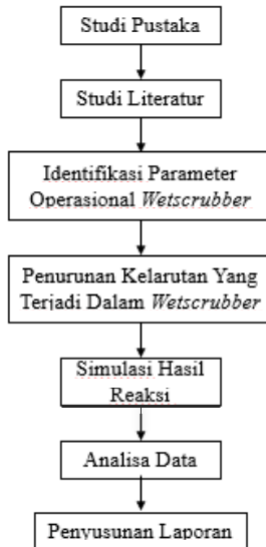 Studi Pustaka
Studi Literatur
Identifikasi Parameter
Operasional Wetscrubber
Penurunan Kelarutan Yang
Terjadi Dalam Wetscrubber
Simulasi Hasil
Reaksi
Analisa Data
Penyusunan Laporan